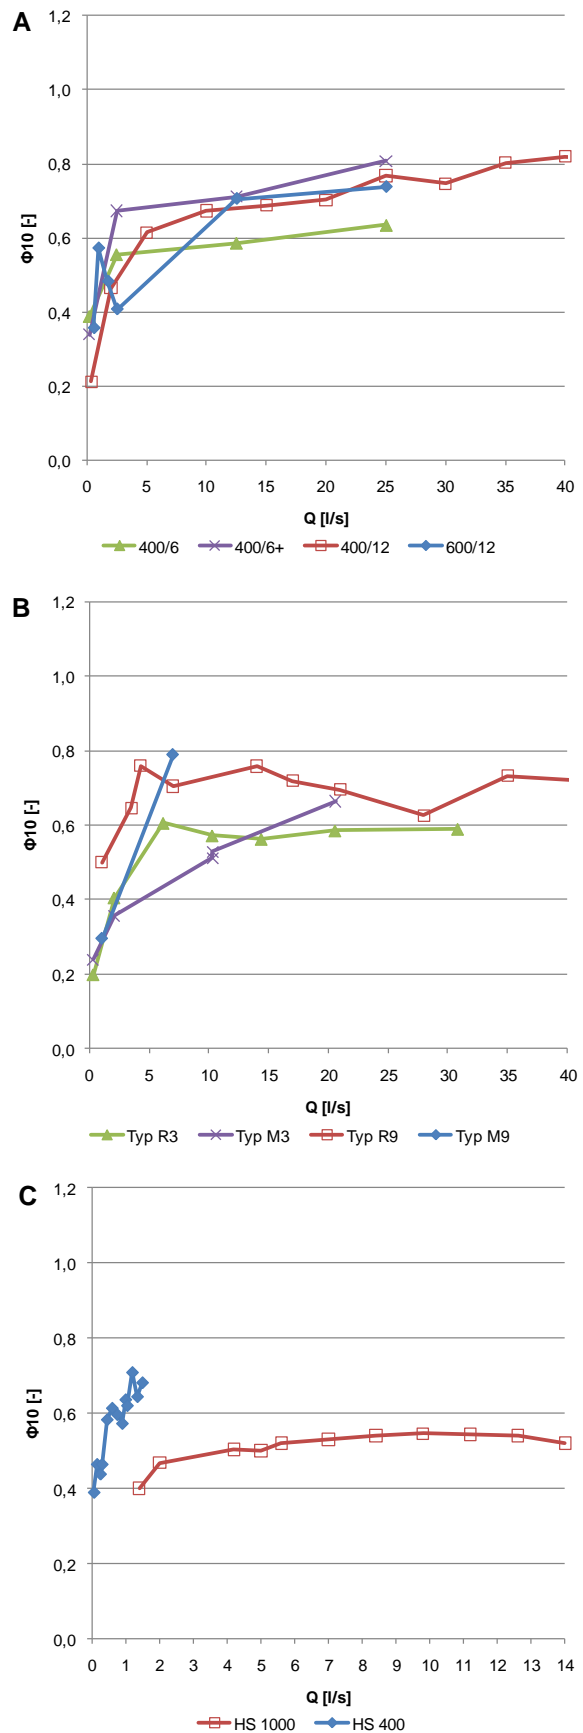 A
1,2
1,0
0,8
0,6
0,4
0,2
0,0
Φ10 [-]
0 5 10 15 20 25 30 35 40
Q [l/s]
400/6 400/6+ 400/12 600/12
B
1,2
1,0
0,8
0,6
0,4
0,2
0,0
Φ10 [-]
0 5 10 15 20 25 30 35 40
Q [l/s]
Typ R3 Typ M3 Typ R9 Typ M9
C
1,2
1,0
0,8
0,6
0,4
0,2
0,0
Φ10 [-]
0 1 2 3 4 5 6 7 8 9 10 11 12 13 14
Q [l/s]
HS 1000 HS 400